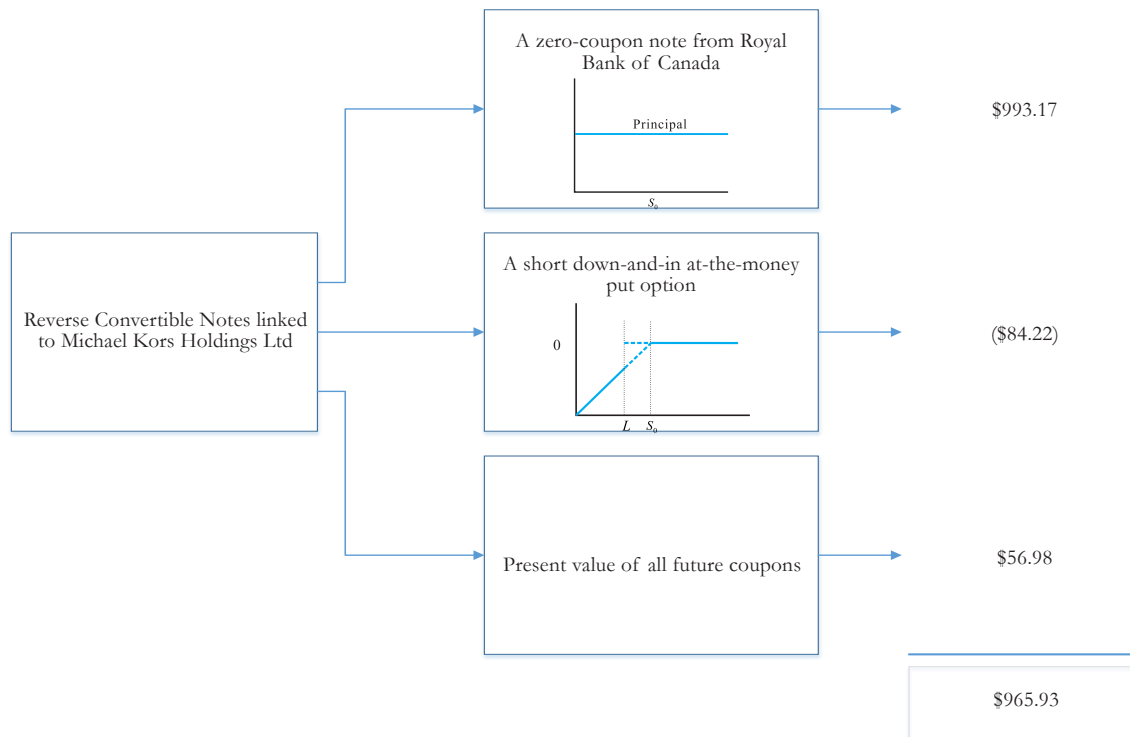 A zero-coupon note from Royal
Bank of Canada
Principal
S₀
$993.17
Reverse Convertible Notes linked
to Michael Kors Holdings Ltd
A short down-and-in at-the-money
put option
0
L S₀
($84.22)
Present value of all future coupons
$56.98
$965.93